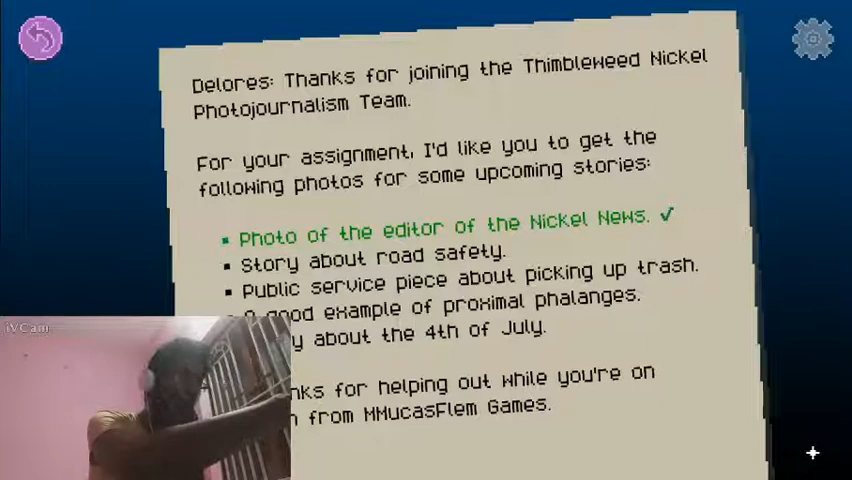 Delores: Thanks for joining the Thimbleweed Nickel
Photojournalism Team.
For your assignment, I'd like you to get the
following photos for some upcoming stories:
▪ Photo of the editor of the Nickel News. ✓
▪ Story about road safety.
▪ Public service piece about picking up trash.
good example of proximal phalanges.
about the 4th of July.
for helping out while you're on
from MMucasFlem Games.
iVCam